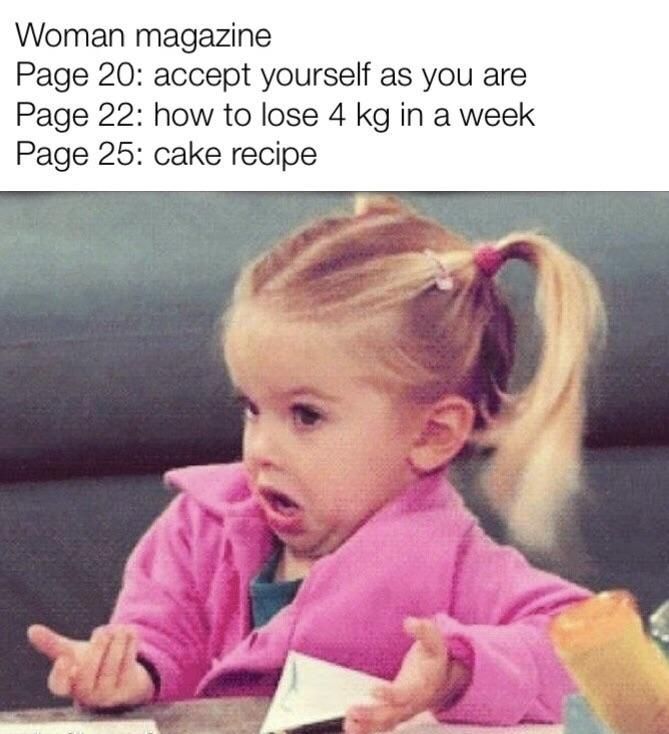 Woman magazine
Page 20: accept yourself as you are
Page 22: how to lose 4 kg in a week
Page 25: cake recipe